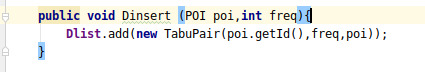 public void Dinsert (POI poi,int freq){
Dlist.add(new TabuPair(poi.getId(),freq,poi));
}